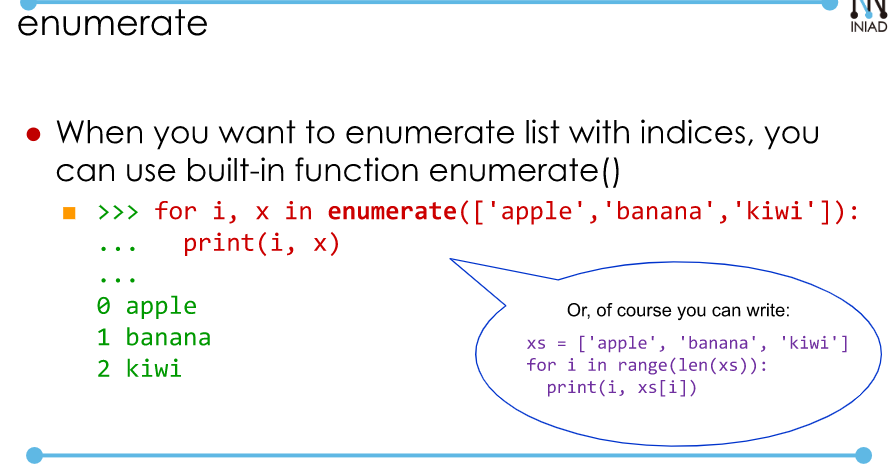 enumerate
INIAD
When you want to enumerate list with indices, you
can use built-in function enumerate()
>>> for i, x in enumerate(['apple','banana','kiwi']):
...   print(i, x)
...
0 apple
1 banana
2 kiwi
Or, of course you can write:
xs = ['apple', 'banana', 'kiwi']
for i in range(len(xs)):
  print(i, xs[i])